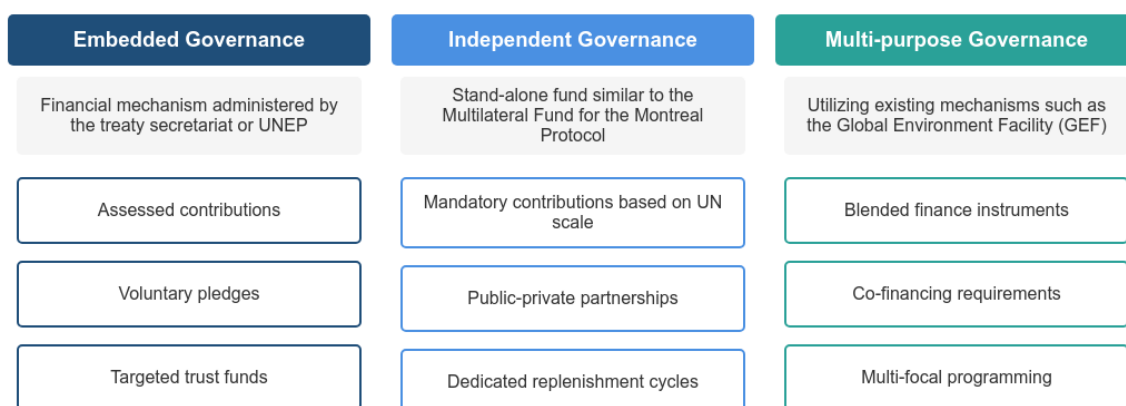 Embedded Governance
Financial mechanism administered by
the treaty secretariat or UNEP
Assessed contributions
Voluntary pledges
Targeted trust funds
Independent Governance
Stand-alone fund similar to the
Multilateral Fund for the Montreal
Protocol
Mandatory contributions based on UN
scale
Public-private partnerships
Dedicated replenishment cycles
Multi-purpose Governance
Utilizing existing mechanisms such as
the Global Environment Facility (GEF)
Blended finance instruments
Co-financing requirements
Multi-focal programming